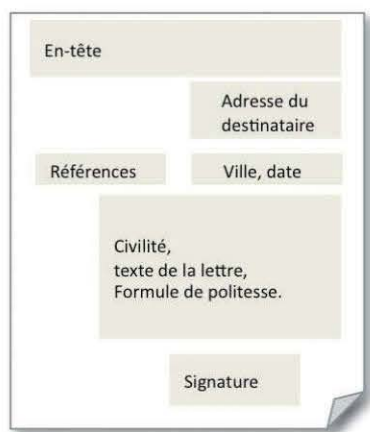 En-tête
Adresse du
destinataire
Références
Ville, date
Civilité,
texte de la lettre,
Formule de politesse.
Signature